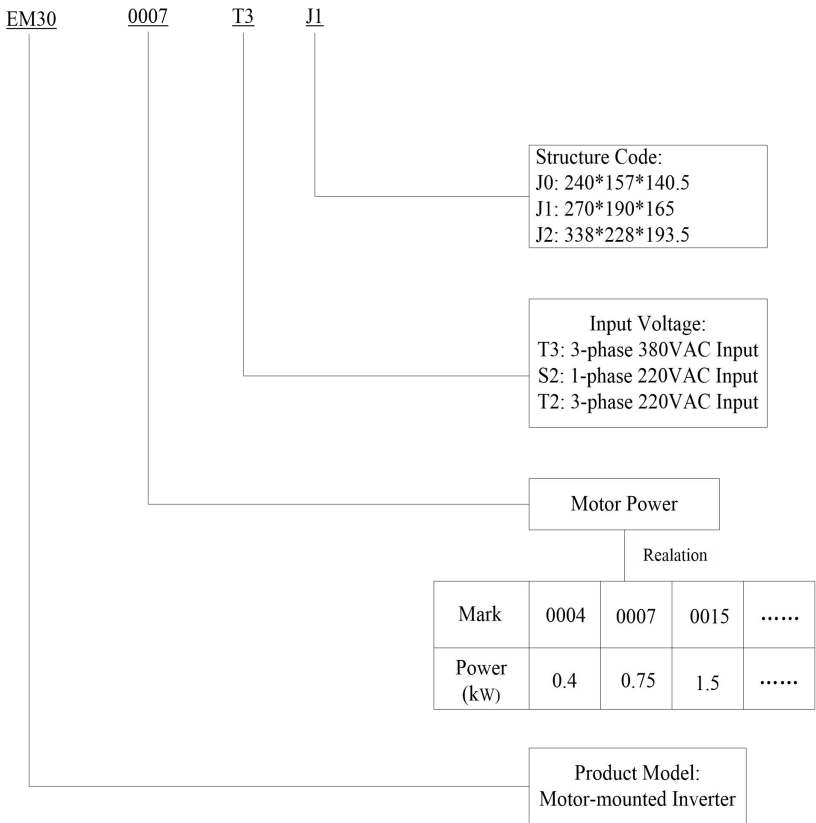 EM30 0007 T3 J1
Structure Code:
J0: 240*157*140.5
J1: 270*190*165
J2: 338*228*193.5
Input Voltage:
T3: 3-phase 380VAC Input
S2: 1-phase 220VAC Input
T2: 3-phase 220VAC Input
Motor Power
Realation
Mark 0004 0007 0015 ······
Power (kW) 0.4 0.75 1.5 ······
Product Model:
Motor-mounted Inverter